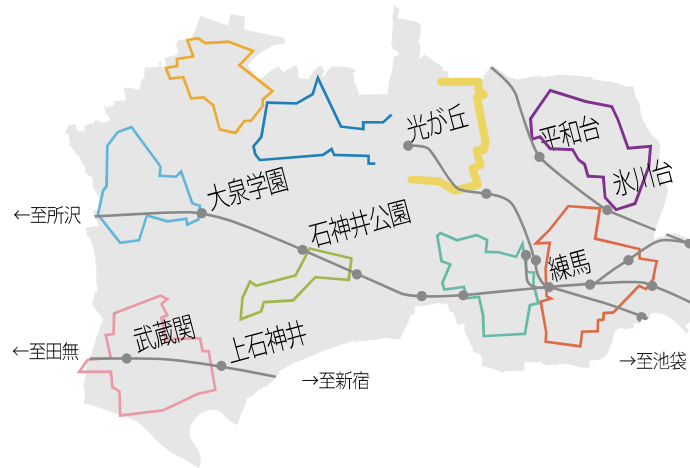 光が丘
平和台
氷川台
大泉学園
←至所沢
石神井公園
練馬
武蔵関
上石神井
←至田無
→至新宿
→至池袋